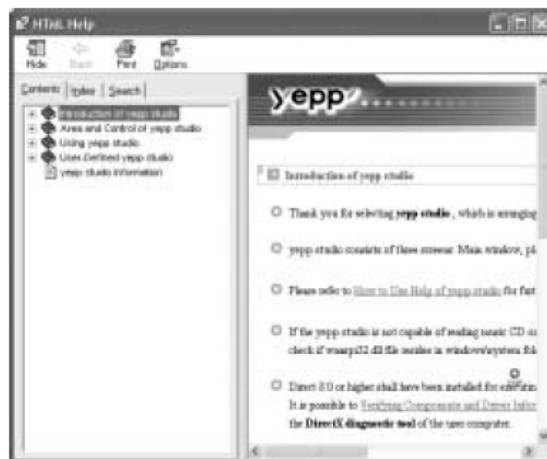 HTML Help
Hide Back Print Options
Contents Index Search
Introduction of yepp studio
Area and Control of yepp studio
Using yepp studio
User-Defined yepp studio
yepp studio information
yepp
Introduction of yepp studio
Thank you for selecting yepp studio , which is arranging
yepp studio consists of three screens: Main window, pl
Please refer to How to Use Help of yepp studio for furt
If the yepp studio is not capable of reading music CD
check if wnaspi32 dll file resides in windows\system
Direct 8.0 or higher shall have been installed for
It is possible to Verifying Components and Driver Infor
the DirectX diagnostic tool of the user computer.